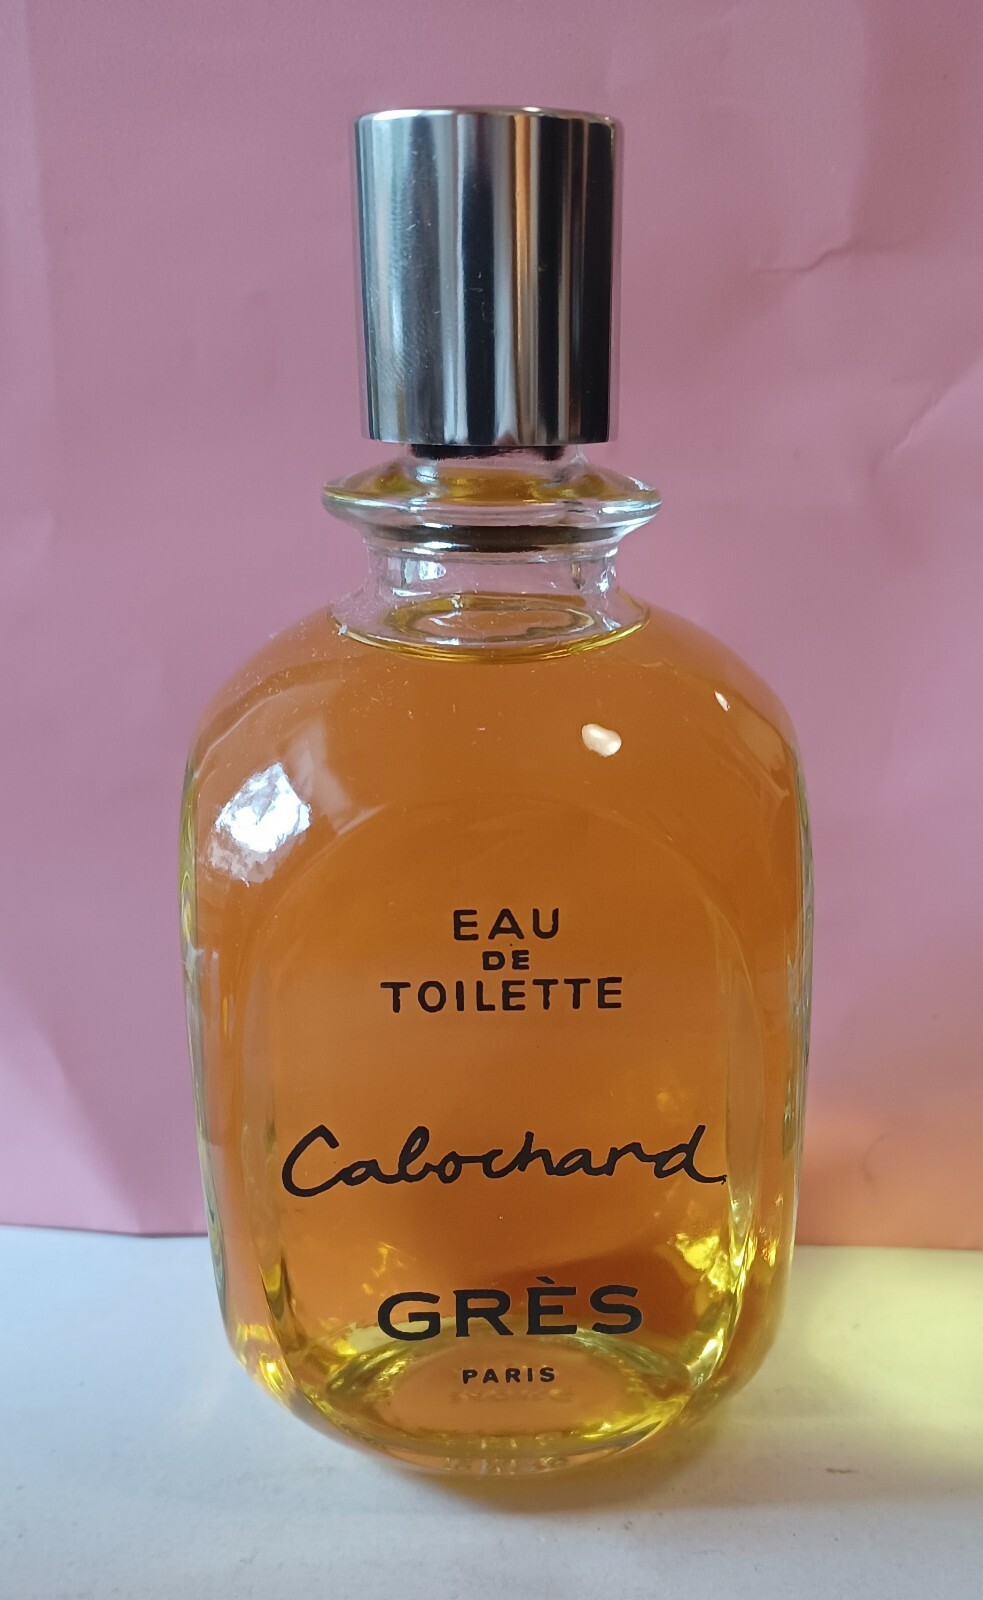 EAU
DE
TOILETTE
Cabochard
GRÈS
PARIS